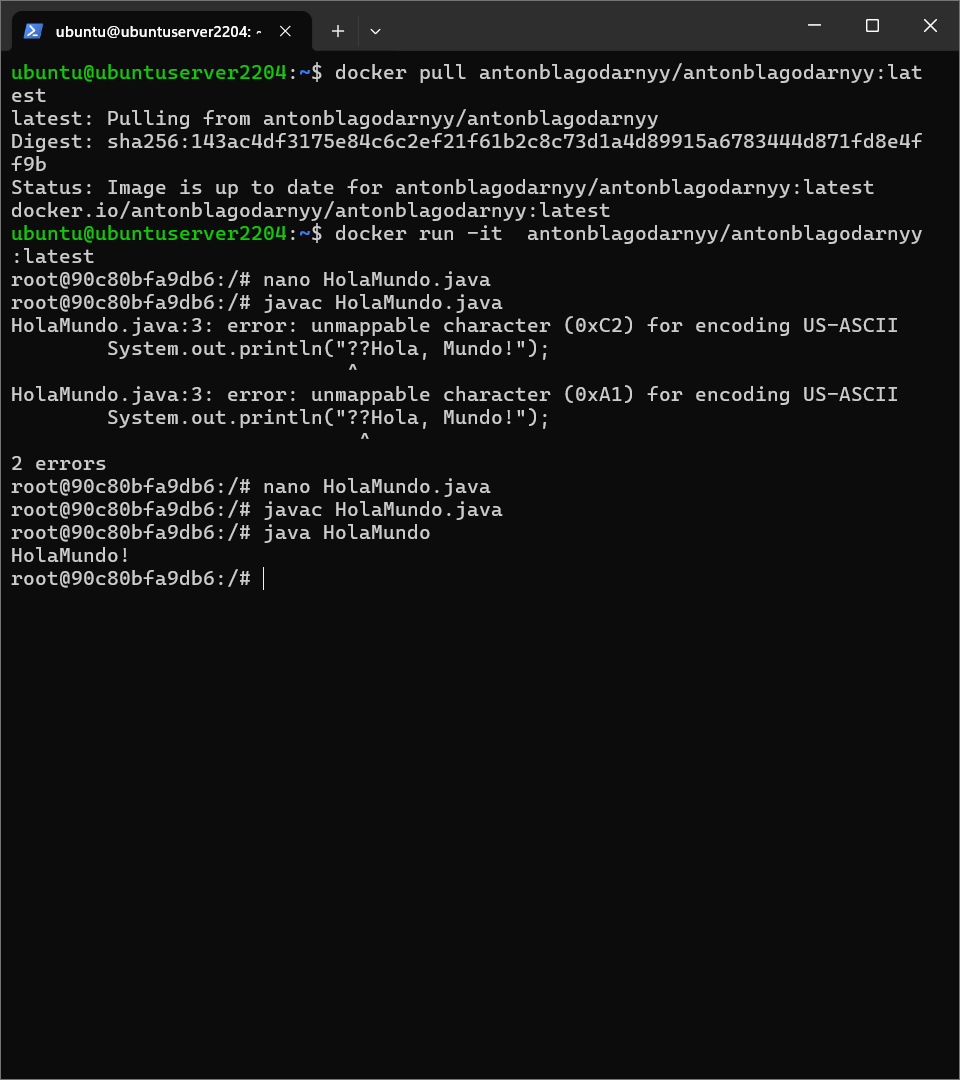 ubuntu@ubuntuserver2204: ~
ubuntu@ubuntuserver2204:~$ docker pull antonblagodarnyy/antonblagodarnyy:lat
est
latest: Pulling from antonblagodarnyy/antonblagodarnyy
Digest: sha256:143ac4df3175e84c6c2ef21f61b2c8c73d1a4d89915a6783444d871fd8e4f
f9b
Status: Image is up to date for antonblagodarnyy/antonblagodarnyy:latest
docker.io/antonblagodarnyy/antonblagodarnyy:latest
ubuntu@ubuntuserver2204:~$ docker run -it  antonblagodarnyy/antonblagodarnyy
:latest
root@90c80bfa9db6:/# nano HolaMundo.java
root@90c80bfa9db6:/# javac HolaMundo.java
HolaMundo.java:3: error: unmappable character (0xC2) for encoding US-ASCII
        System.out.println("??Hola, Mundo!");
                            ^
HolaMundo.java:3: error: unmappable character (0xA1) for encoding US-ASCII
        System.out.println("??Hola, Mundo!");
                             ^
2 errors
root@90c80bfa9db6:/# nano HolaMundo.java
root@90c80bfa9db6:/# javac HolaMundo.java
root@90c80bfa9db6:/# java HolaMundo
HolaMundo!
root@90c80bfa9db6:/#